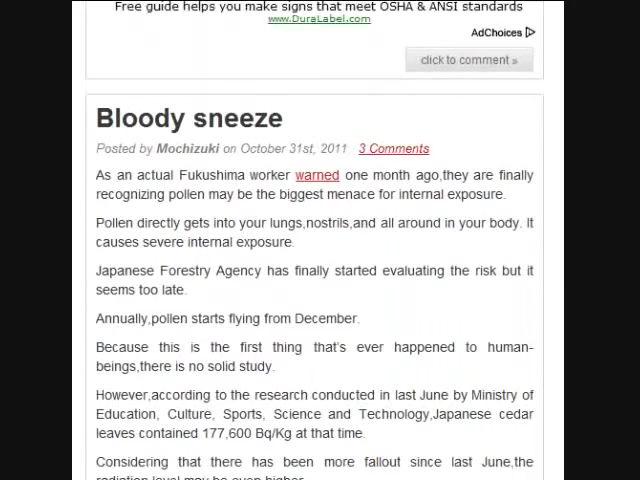 Free guide helps you make signs that meet OSHA & ANSI standards
www.DuraLabel.com
AdChoices
click to comment »
Bloody sneeze
Posted by Mochizuki on October 31st, 2011 3 Comments
As an actual Fukushima worker warned one month ago,they are finally
recognizing pollen may be the biggest menace for internal exposure.
Pollen directly gets into your lungs,nostrils,and all around in your body. It
causes severe internal exposure.
Japanese Forestry Agency has finally started evaluating the risk but it
seems too late.
Annually,pollen starts flying from December.
Because this is the first thing that's ever happened to human-
beings,there is no solid study.
However,according to the research conducted in last June by Ministry of
Education, Culture, Sports, Science and Technology,Japanese cedar
leaves contained 177,600 Bq/Kg at that time.
Considering that there has been more fallout since last June,the
radiation level may be even higher